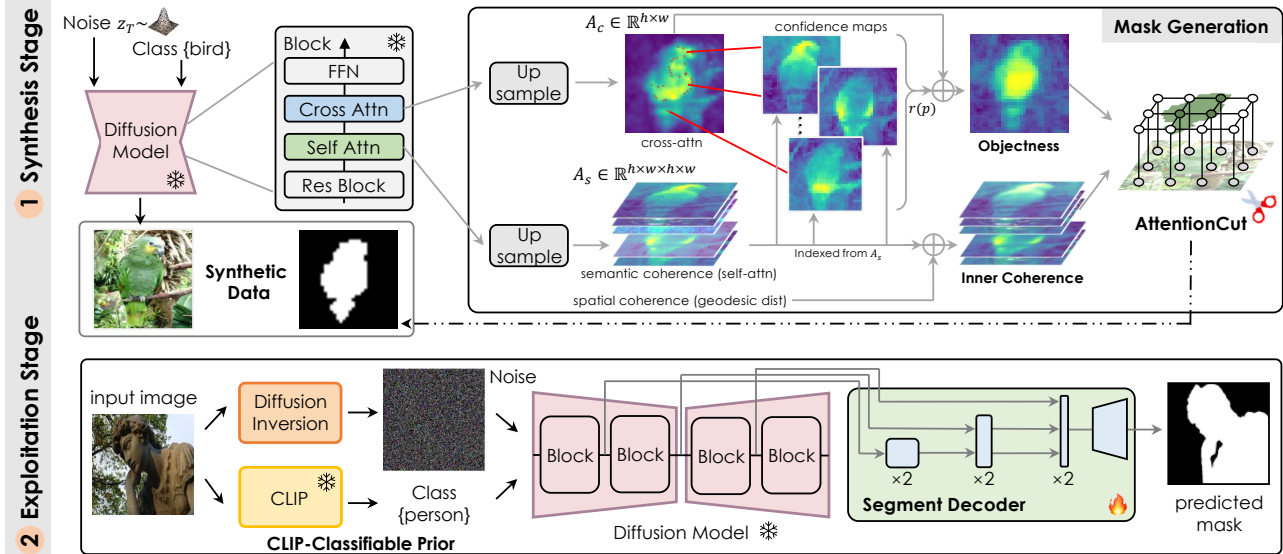 1 Synthesis Stage
Noise z_T~
Class {bird}
Diffusion
Model
Block
FFN
Cross Attn
Self Attn
Res Block
Synthetic
Data
Up
sample
Up
sample
A_c ∈ ℝ^{h×w}
cross-attn
confidence maps
r(p)
A_s ∈ ℝ^{h×w×h×w}
semantic coherence (self-attn)
Indexed from A_s
spatial coherence (geodesic dist)
Objectness
Inner Coherence
Mask Generation
AttentionCut
2 Exploitation Stage
input image
Diffusion
Inversion
CLIP
CLIP-Classifiable Prior
Noise
Class
{person}
Block
Block
Block
Block
Diffusion Model
×2
×2
×2
Segment Decoder
predicted
mask